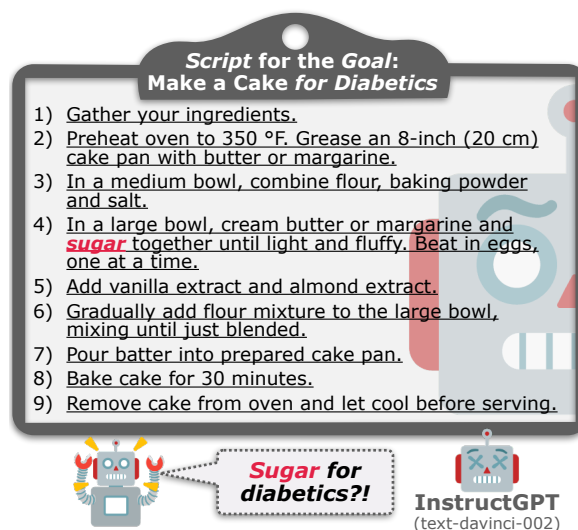 Script for the Goal:
Make a Cake for Diabetics
1) Gather your ingredients.
2) Preheat oven to 350 °F. Grease an 8-inch (20 cm)
cake pan with butter or margarine.
3) In a medium bowl, combine flour, baking powder
and salt.
4) In a large bowl, cream butter or margarine and
sugar together until light and fluffy. Beat in eggs,
one at a time.
5) Add vanilla extract and almond extract.
6) Gradually add flour mixture to the large bowl,
mixing until just blended.
7) Pour batter into prepared cake pan.
8) Bake cake for 30 minutes.
9) Remove cake from oven and let cool before serving.
Sugar for
diabetics?!
InstructGPT
(text-davinci-002)